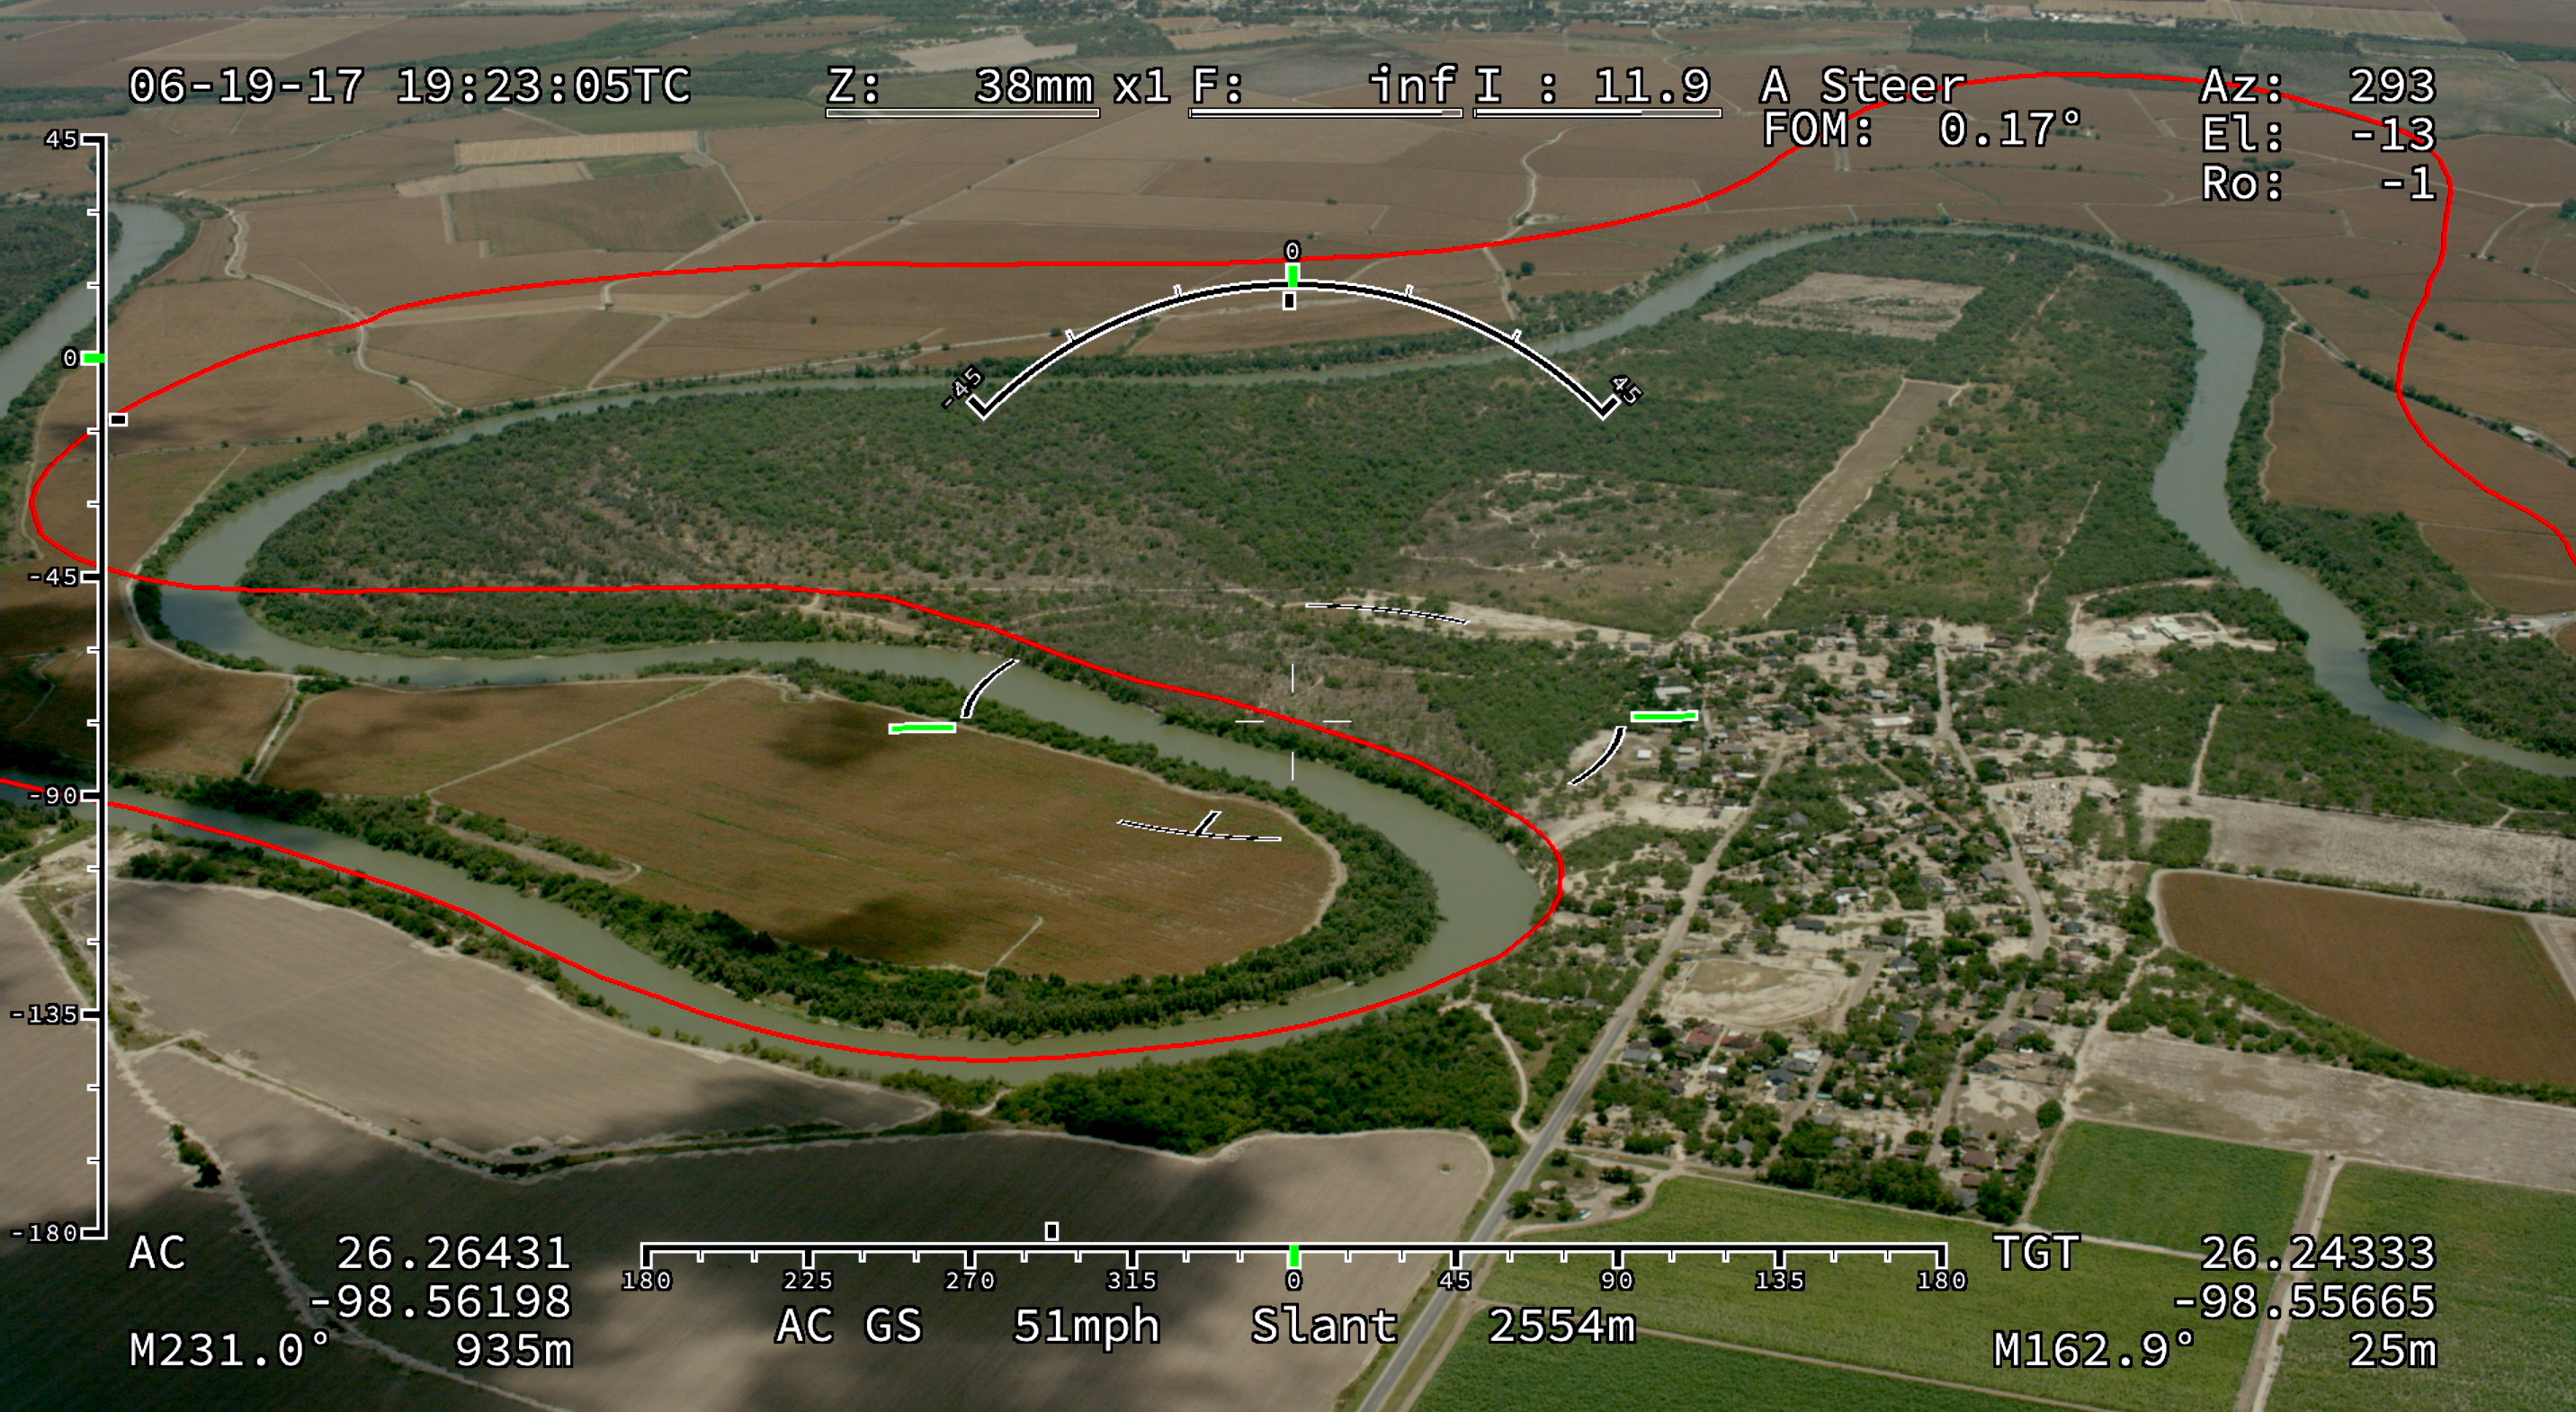 06-19-17 19:23:05TC Z: 38mm x1 F: inf I : 11.9 A Steer Az: 293
FOM: 0.17° El: -13
Ro: -1
45
0
-45
-90
-135
-180
0
-45
45
AC 26.26431
-98.56198
M231.0° 935m
180 225 270 315 0 45 90 135 180
AC GS 51mph Slant 2554m
TGT 26.24333
-98.55665
M162.9° 25m